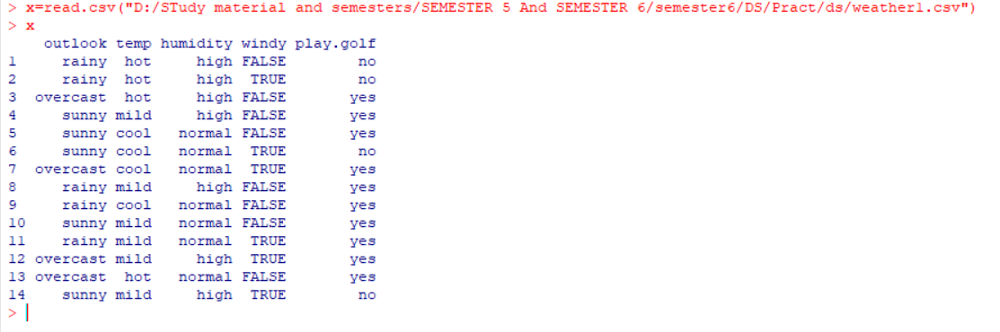 > x=read.csv("D:/STudy material and semesters/SEMESTER 5 And SEMESTER 6/semester6/DS/Pract/ds/weather1.csv")
> x
outlook temp humidity windy play.golf
1 rainy hot high FALSE no
2 rainy hot high TRUE no
3 overcast hot high FALSE yes
4 sunny mild high FALSE yes
5 sunny cool normal FALSE yes
6 sunny cool normal TRUE no
7 overcast cool normal TRUE yes
8 rainy mild high FALSE yes
9 rainy cool normal FALSE yes
10 sunny mild normal FALSE yes
11 rainy mild normal TRUE yes
12 overcast mild high TRUE yes
13 overcast hot normal FALSE yes
14 sunny mild high TRUE no
>